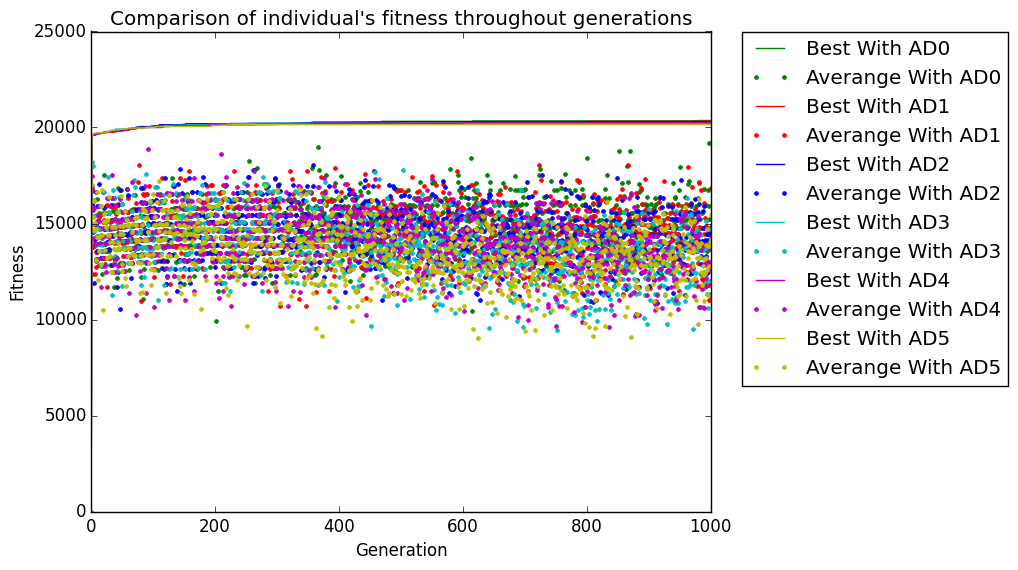 Comparison of individual's fitness throughout generations
25000
20000
15000
10000
5000
0
Fitness
0 200 400 600 800 1000
Generation
Best With AD0
Averange With AD0
Best With AD1
Averange With AD1
Best With AD2
Averange With AD2
Best With AD3
Averange With AD3
Best With AD4
Averange With AD4
Best With AD5
Averange With AD5